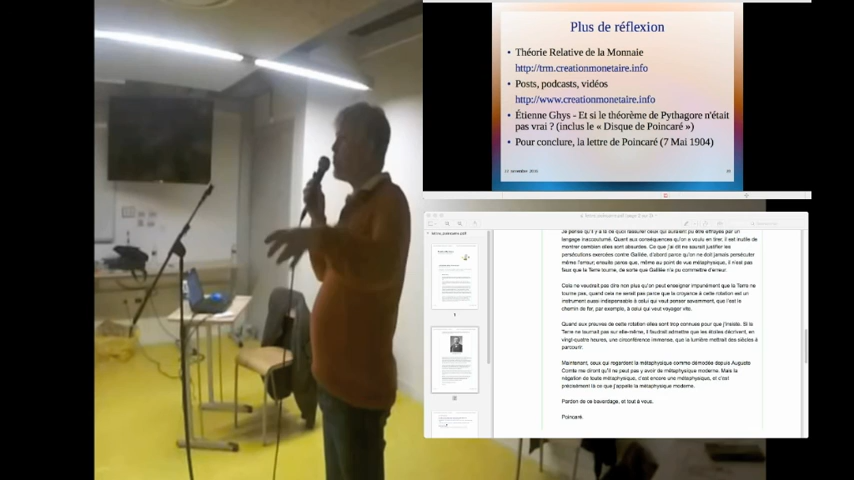 Plus de réflexion
• Théorie Relative de la Monnaie
http://trm.creationmonetaire.info
• Posts, podcasts, vidéos
http://www.creationmonetaire.info
• Étienne Ghys - Et si le théorème de Pythagore n'était
pas vrai ? (inclus le « Disque de Poincaré »)
• Pour conclure, la lettre de Poincaré (7 Mai 1904)
Je pense qu'il y a là de quoi rassurer ceux qui auraient pu être effrayés par un
langage inaccoutumé. Quant aux conséquences qu'on a voulu en tirer, il est inutile de
montrer combien elles sont absurdes. Ce que j'ai dit ne saurait justifier les
persécutions exercées contre Galilée, d'abord parce qu'on ne doit jamais persécuter
même l'erreur, ensuite parce que, même au point de vue métaphysique, il n'est pas
faux que la Terre tourne, de sorte que Galilée n'a pu commettre d'erreur.
Cela ne voudrait pas dire non plus qu'on peut enseigner impunément que la Terre ne
tourne pas, quand cela ne serait que parce que la croyance à cette rotation est un
instrument aussi indispensable à celui qui veut penser savamment, que l'est le
chemin de fer, par exemple, à celui qui veut voyager vite.
Quant aux preuves de cette rotation elles sont trop connues pour que j'insiste. Si la
Terre ne tournait pas sur elle-même, il faudrait admettre que les étoiles décrivent, en
vingt-quatre heures, une circonférence immense, que la lumière mettrait des siècles à
parcourir.
Maintenant, ceux qui regardent la métaphysique comme démodée depuis Auguste
Comte me diront qu'il ne peut pas y avoir de métaphysique moderne. Mais la
négation de toute métaphysique, c'est encore une métaphysique, et c'est
précisément là ce que j'appelle la métaphysique moderne.
Pardon de ce bavardage, et tout à vous.
Poincaré